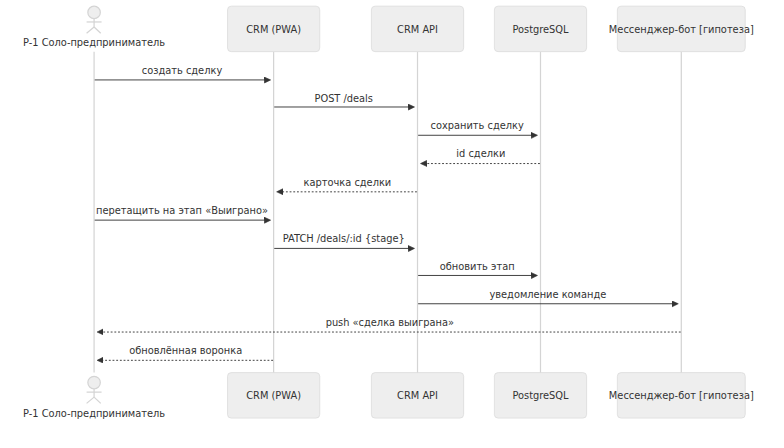 P-1 Соло-предприниматель
CRM (PWA)
CRM API
PostgreSQL
Мессенджер-бот [гипотеза]
создать сделку
POST /deals
сохранить сделку
id сделки
карточка сделки
перетащить на этап «Выиграно»
PATCH /deals/:id {stage}
обновить этап
уведомление команде
push «сделка выиграна»
обновлённая воронка
P-1 Соло-предприниматель
CRM (PWA)
CRM API
PostgreSQL
Мессенджер-бот [гипотеза]